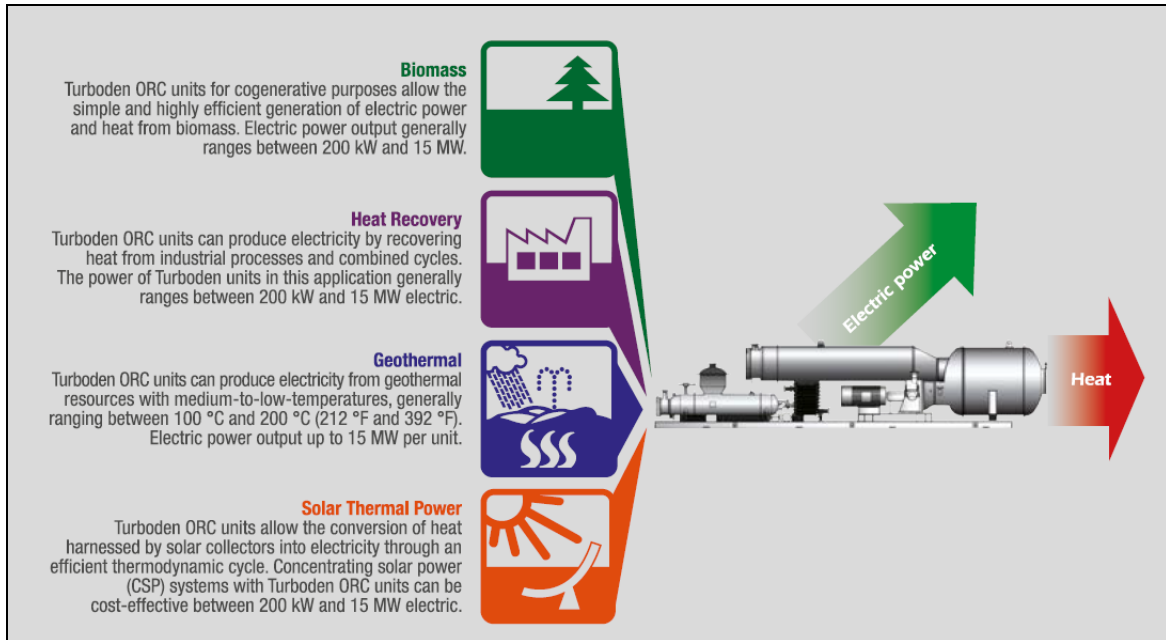 Biomass
Turboden ORC units for cogenerative purposes allow the
simple and highly efficient generation of electric power
and heat from biomass. Electric power output generally
ranges between 200 kW and 15 MW.
Heat Recovery
Turboden ORC units can produce electricity by recovering
heat from industrial processes and combined cycles.
The power of Turboden units in this application generally
ranges between 200 kW and 15 MW electric.
Geothermal
Turboden ORC units can produce electricity from geothermal
resources with medium-to-low-temperatures, generally
ranging between 100 °C and 200 °C (212 °F and 392 °F).
Electric power output up to 15 MW per unit.
Solar Thermal Power
Turboden ORC units allow the conversion of heat
harnessed by solar collectors into electricity through an
efficient thermodynamic cycle. Concentrating solar power
(CSP) systems with Turboden ORC units can be
cost-effective between 200 kW and 15 MW electric.
Electric power
Heat